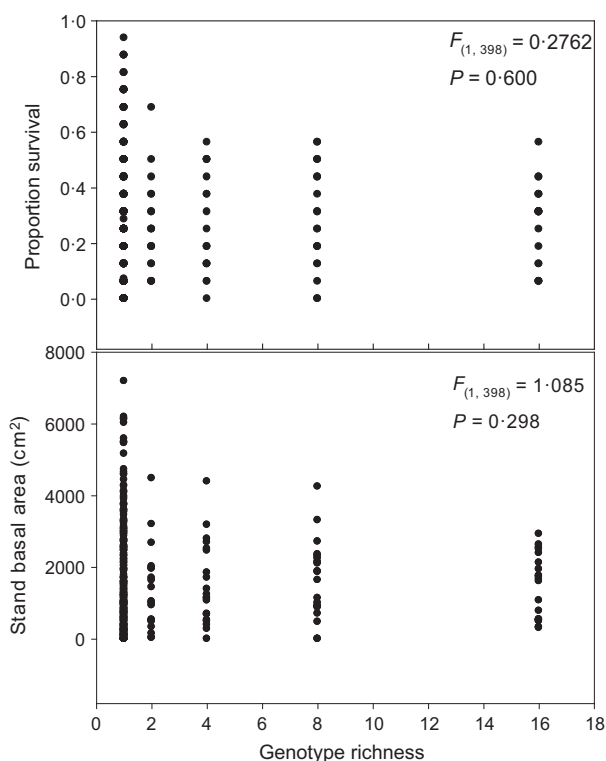 1·0
0·8
0·6
0·4
0·2
0·0
Proportion survival
F(1, 398) = 0·2762
P = 0·600
8000
6000
4000
2000
0
Stand basal area (cm²)
F(1, 398) = 1·085
P = 0·298
0 2 4 6 8 10 12 14 16 18
Genotype richness